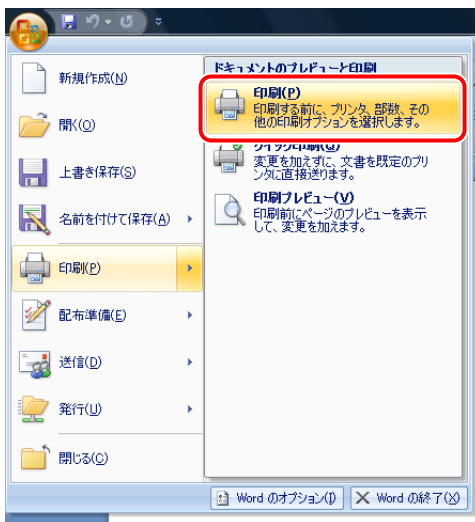 新規作成(N)
開く(O)
上書き保存(S)
名前を付けて保存(A)
印刷(P)
配布準備(E)
送信(D)
発行(U)
閉じる(C)
ドキュメントのプレビューと印刷
印刷(P)
印刷する前に、プリンタ、部数、その
他の印刷オプションを選択します。
クイック印刷(Q)
変更を加えずに、文書を既定のプリ
ンタに直接送ります。
印刷プレビュー(V)
印刷前にページのプレビューを表示
して、変更を加えます。
Word のオプション(I)
Word の終了(X)